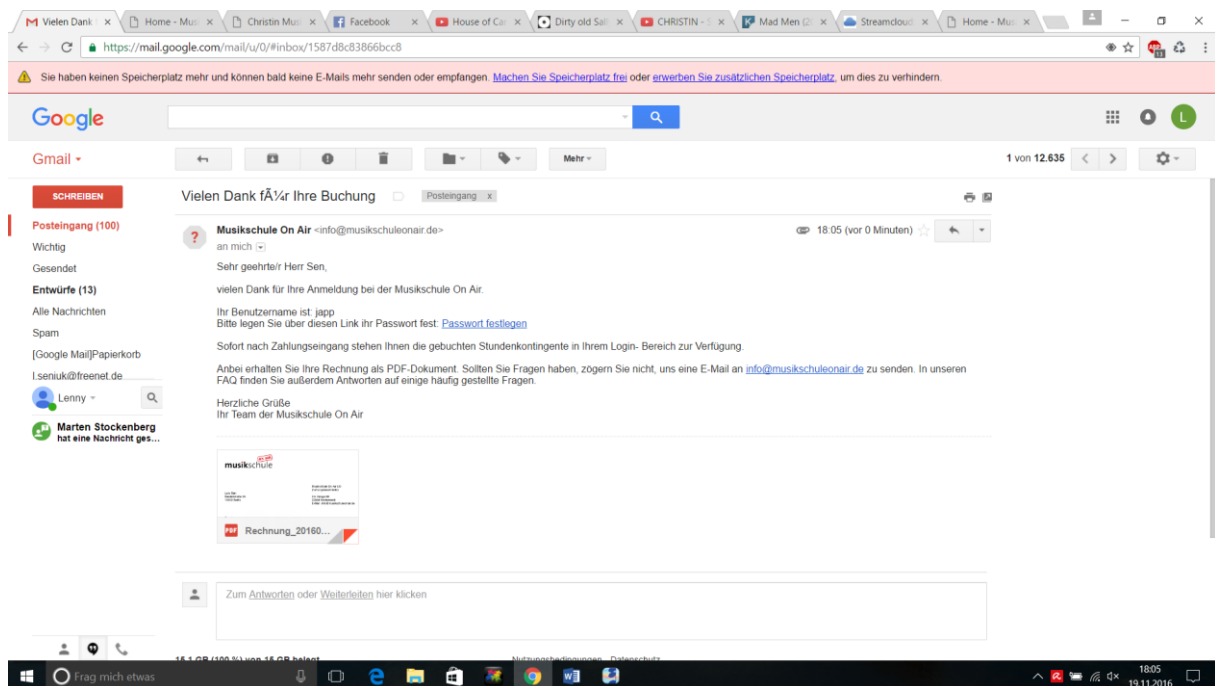 Vielen Dank f
Home - Mus
Christin Mus
Facebook
House of Ca
Dirty old Sal
CHRISTIN - S
Mad Men (2
Streamcloud
Home - Mus
https://mail.google.com/mail/u/0/#inbox/1587d8c83866bcc8
Sie haben keinen Speicherplatz mehr und können bald keine E-Mails mehr senden oder empfangen. Machen Sie Speicherplatz frei oder erwerben Sie zusätzlichen Speicherplatz, um dies zu verhindern.
Google
L
Gmail
Mehr
1 von 12.635
SCHREIBEN
Posteingang (100)
Wichtig
Gesendet
Entwürfe (13)
Alle Nachrichten
Spam
[Google Mail]Papierkorb
l.seniuk@freenet.de
Lenny
Marten Stockenberg
hat eine Nachricht ges...
Vielen Dank fÃ¼r Ihre Buchung
Posteingang x
Musikschule On Air <info@musikschuleonair.de>
18:05 (vor 0 Minuten)
an mich
Sehr geehrte/r Herr Sen,
vielen Dank für Ihre Anmeldung bei der Musikschule On Air.
Ihr Benutzername ist: japp
Bitte legen Sie über diesen Link ihr Passwort fest: Passwort festlegen
Sofort nach Zahlungseingang stehen Ihnen die gebuchten Stundenkontingente in Ihrem Login- Bereich zur Verfügung.
Anbei erhalten Sie Ihre Rechnung als PDF-Dokument. Sollten Sie Fragen haben, zögern Sie nicht, uns eine E-Mail an info@musikschuleonair.de zu senden. In unseren
FAQ finden Sie außerdem Antworten auf einige häufig gestellte Fragen.
Herzliche Grüße
Ihr Team der Musikschule On Air
musikschule
PDF Rechnung_20160...
Zum Antworten oder Weiterleiten hier klicken
15,1 GB (100 %) von 15 GB belegt
Nutzungsbedingungen Datenschutz
Frag mich etwas
18:05
19.11.2016